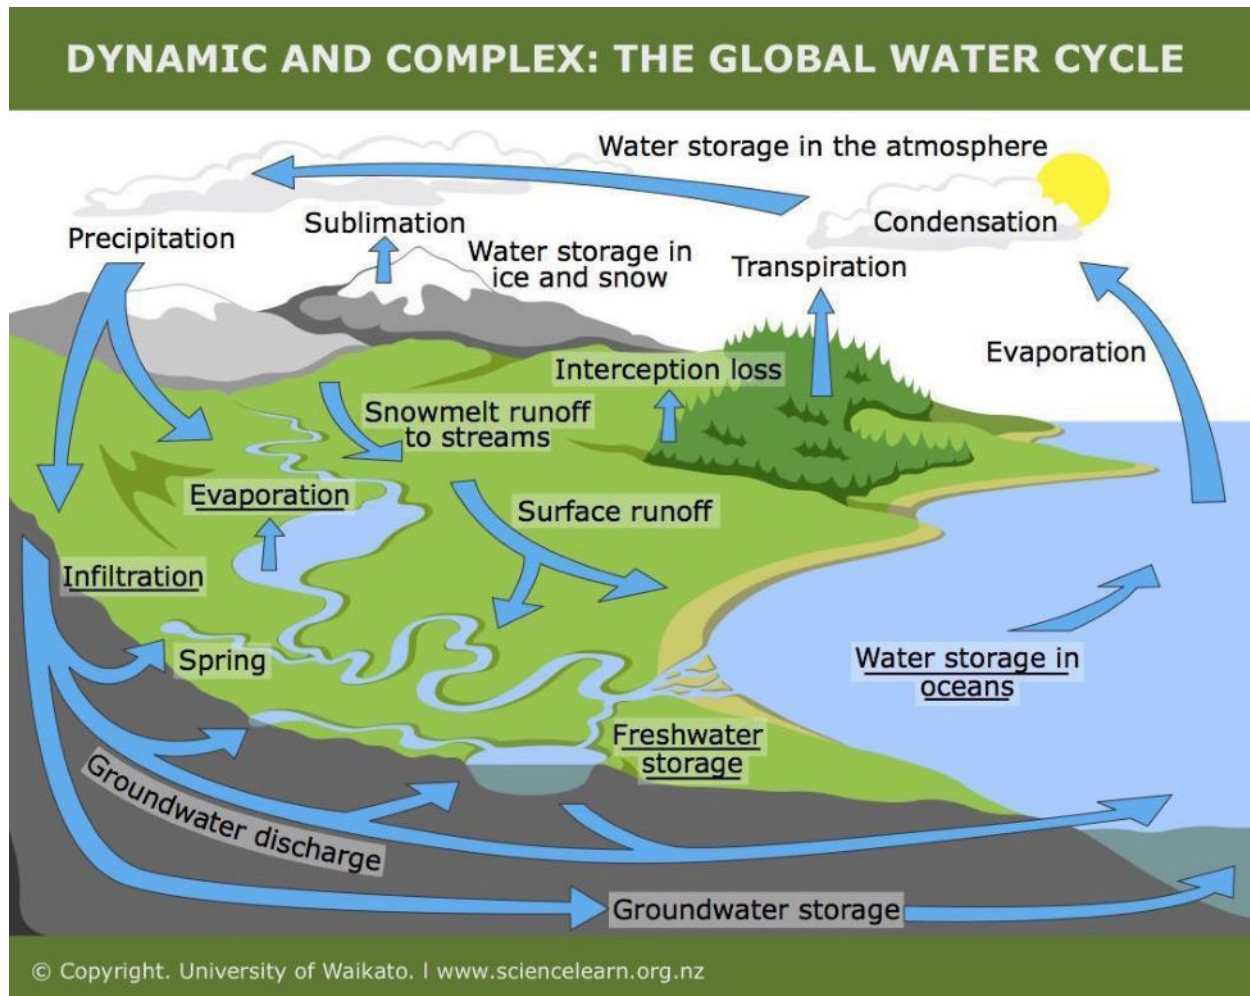 DYNAMIC AND COMPLEX: THE GLOBAL WATER CYCLE
Water storage in the atmosphere
Precipitation
Sublimation
Condensation
Water storage in
ice and snow
Transpiration
Evaporation
Interception loss
Snowmelt runoff
to streams
Evaporation
Surface runoff
Infiltration
Spring
Water storage in
oceans
Freshwater
storage
Groundwater discharge
Groundwater storage
© Copyright. University of Waikato. I www.sciencelearn.org.nz